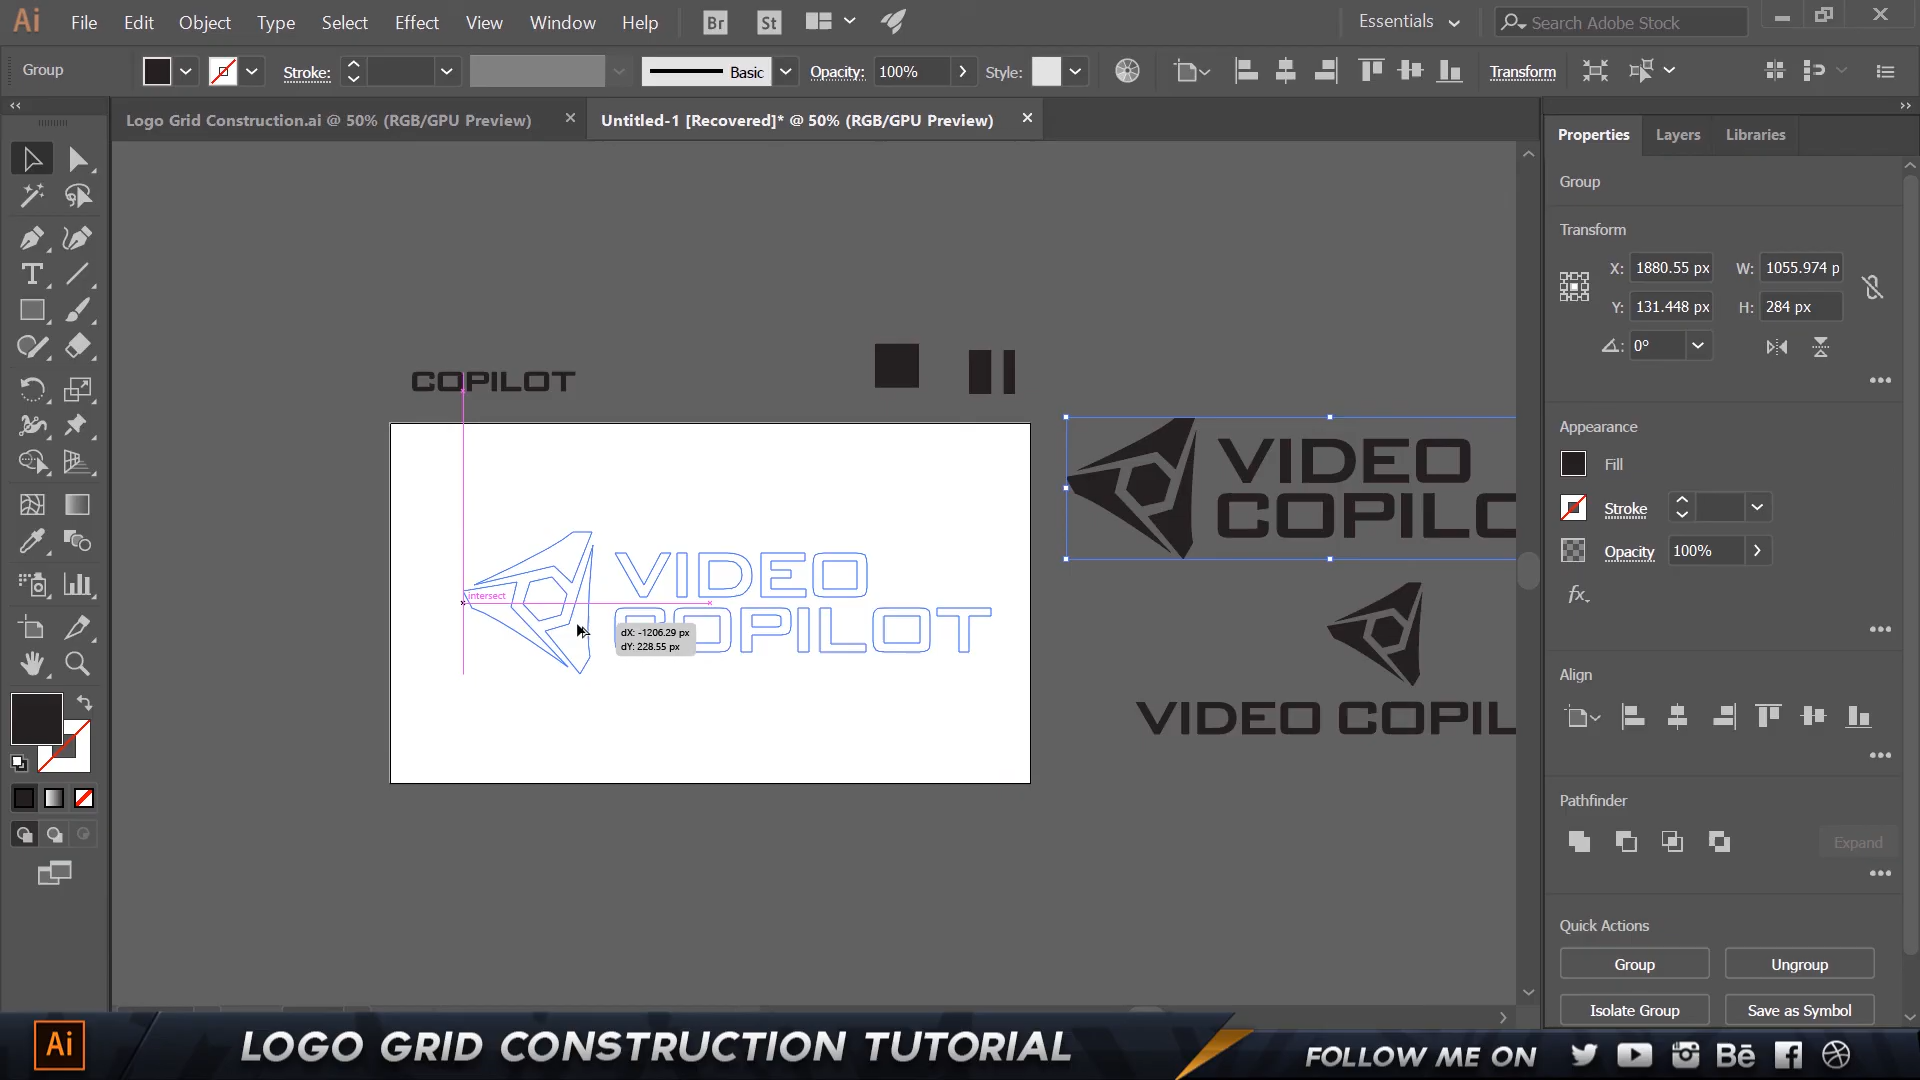 Ai File Edit Object Type Select Effect View Window Help Br St Essentials Search Adobe Stock
Group Stroke: Basic Opacity: 100% Style: Transform
Logo Grid Construction.ai @ 50% (RGB/GPU Preview) Untitled-1 [Recovered]* @ 50% (RGB/GPU Preview)
Properties Layers Libraries
Group
Transform
X: 1880.55 px W: 1055.974 p
Y: 131.448 px H: 284 px
0°
Appearance
Fill
Stroke
Opacity 100%
fx
Align
Pathfinder
Expand
Quick Actions
Group Ungroup
Isolate Group Save as Symbol
COPILOT
VIDEO
COPILO
intersect
VIDEO
COPILOT
dX: -1206.29 px
dY: 228.55 px
VIDEO COPIL
Ai LOGO GRID CONSTRUCTION TUTORIAL
FOLLOW ME ON Bē